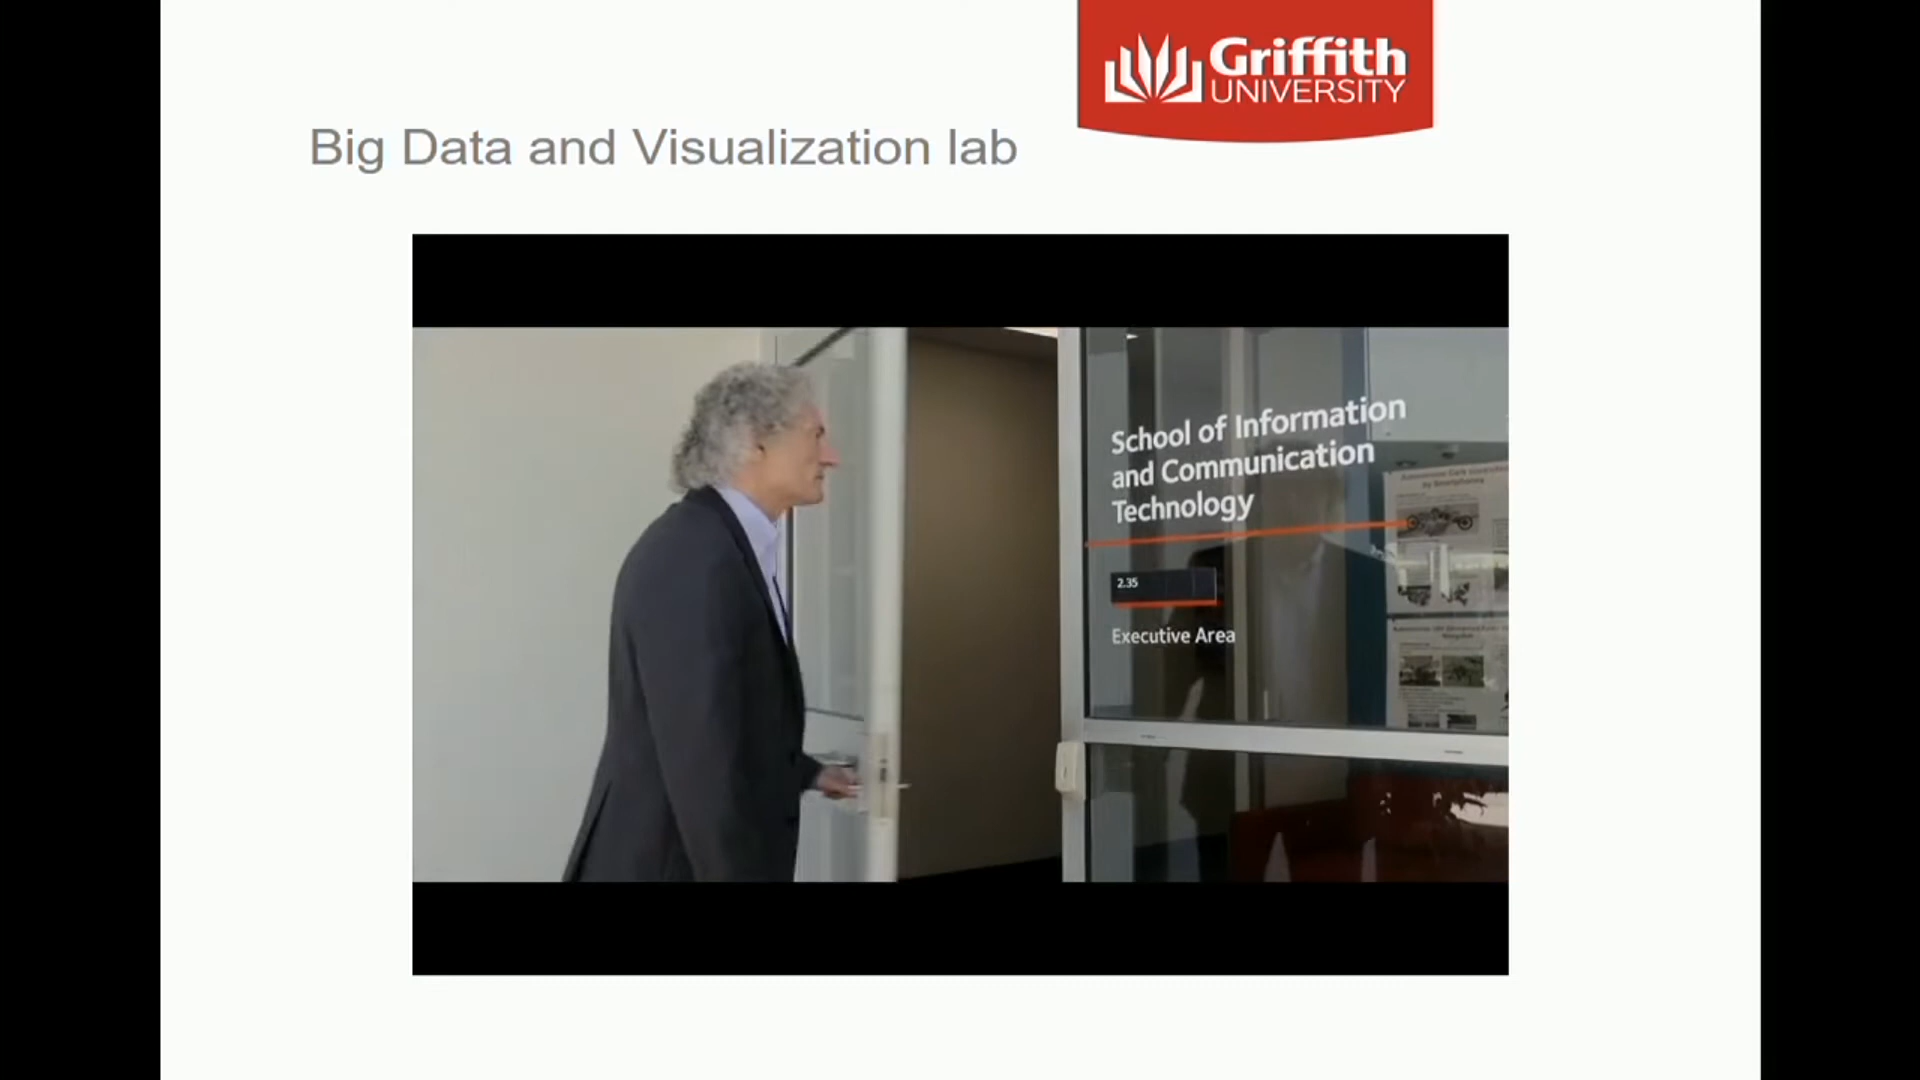 Griffith
UNIVERSITY
Big Data and Visualization lab
School of Information
and Communication
Technology
2.35
Executive Area